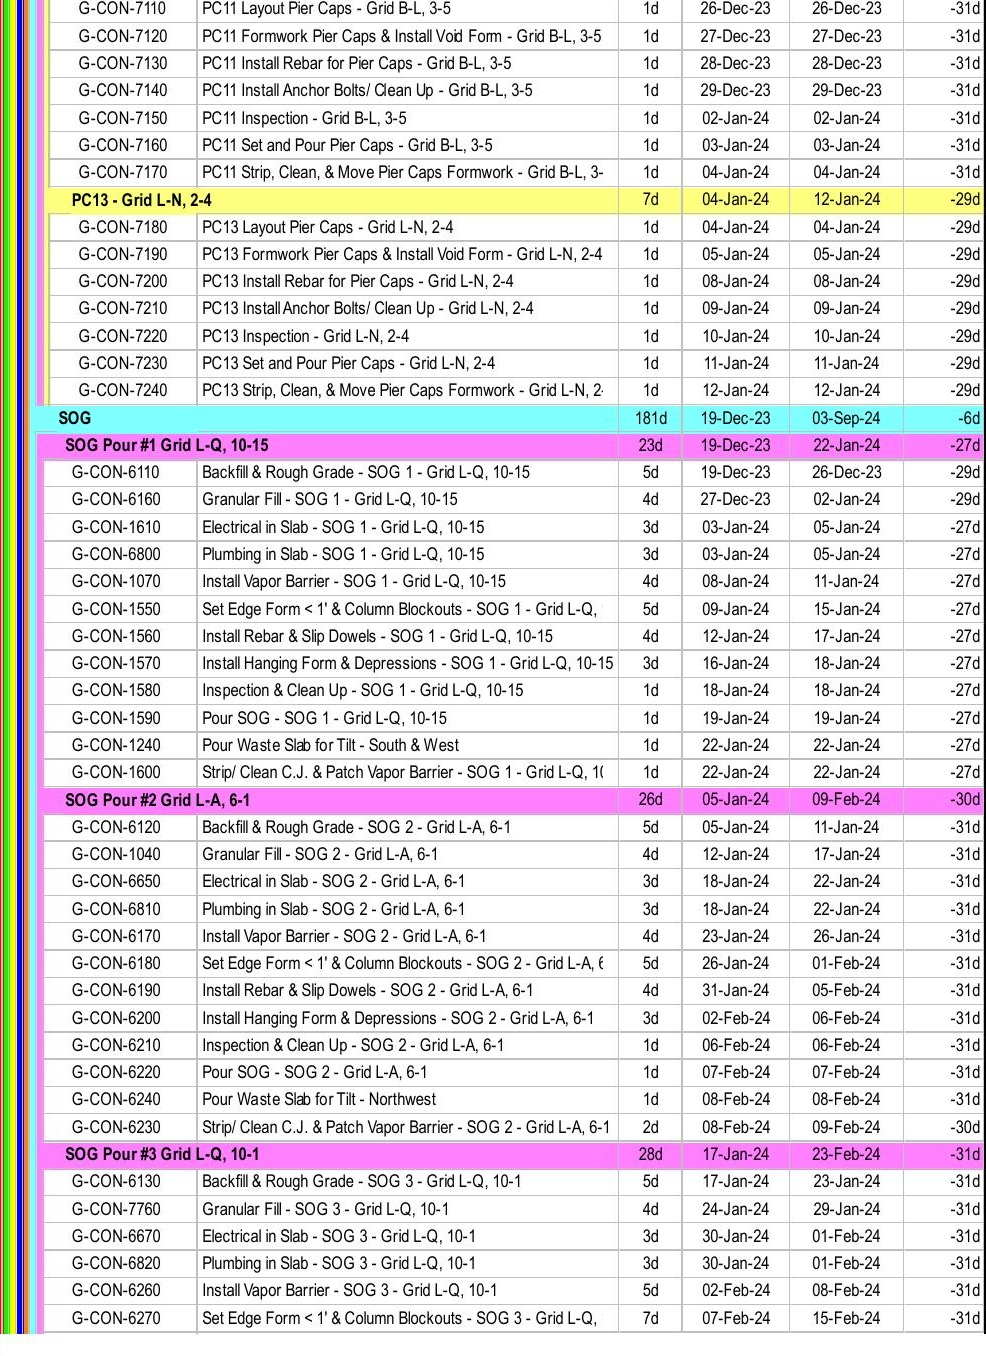 G-CON-7110 PC11 Layout Pier Caps - Grid B-L, 3-5 1d 26-Dec-23 26-Dec-23 -31d
G-CON-7120 PC11 Formwork Pier Caps & Install Void Form - Grid B-L, 3-5 1d 27-Dec-23 27-Dec-23 -31d
G-CON-7130 PC11 Install Rebar for Pier Caps - Grid B-L, 3-5 1d 28-Dec-23 28-Dec-23 -31d
G-CON-7140 PC11 Install Anchor Bolts/ Clean Up - Grid B-L, 3-5 1d 29-Dec-23 29-Dec-23 -31d
G-CON-7150 PC11 Inspection - Grid B-L, 3-5 1d 02-Jan-24 02-Jan-24 -31d
G-CON-7160 PC11 Set and Pour Pier Caps - Grid B-L, 3-5 1d 03-Jan-24 03-Jan-24 -31d
G-CON-7170 PC11 Strip, Clean, & Move Pier Caps Formwork - Grid B-L, 3- 1d 04-Jan-24 04-Jan-24 -31d
PC13 - Grid L-N, 2-4 7d 04-Jan-24 12-Jan-24 -29d
G-CON-7180 PC13 Layout Pier Caps - Grid L-N, 2-4 1d 04-Jan-24 04-Jan-24 -29d
G-CON-7190 PC13 Formwork Pier Caps & Install Void Form - Grid L-N, 2-4 1d 05-Jan-24 05-Jan-24 -29d
G-CON-7200 PC13 Install Rebar for Pier Caps - Grid L-N, 2-4 1d 08-Jan-24 08-Jan-24 -29d
G-CON-7210 PC13 Install Anchor Bolts/ Clean Up - Grid L-N, 2-4 1d 09-Jan-24 09-Jan-24 -29d
G-CON-7220 PC13 Inspection - Grid L-N, 2-4 1d 10-Jan-24 10-Jan-24 -29d
G-CON-7230 PC13 Set and Pour Pier Caps - Grid L-N, 2-4 1d 11-Jan-24 11-Jan-24 -29d
G-CON-7240 PC13 Strip, Clean, & Move Pier Caps Formwork - Grid L-N, 2- 1d 12-Jan-24 12-Jan-24 -29d
SOG 181d 19-Dec-23 03-Sep-24 -6d
SOG Pour #1 Grid L-Q, 10-15 23d 19-Dec-23 22-Jan-24 -27d
G-CON-6110 Backfill & Rough Grade - SOG 1 - Grid L-Q, 10-15 5d 19-Dec-23 26-Dec-23 -29d
G-CON-6160 Granular Fill - SOG 1 - Grid L-Q, 10-15 4d 27-Dec-23 02-Jan-24 -29d
G-CON-1610 Electrical in Slab - SOG 1 - Grid L-Q, 10-15 3d 03-Jan-24 05-Jan-24 -27d
G-CON-6800 Plumbing in Slab - SOG 1 - Grid L-Q, 10-15 3d 03-Jan-24 05-Jan-24 -27d
G-CON-1070 Install Vapor Barrier - SOG 1 - Grid L-Q, 10-15 4d 08-Jan-24 11-Jan-24 -27d
G-CON-1550 Set Edge Form < 1' & Column Blockouts - SOG 1 - Grid L-Q, 5d 09-Jan-24 15-Jan-24 -27d
G-CON-1560 Install Rebar & Slip Dowels - SOG 1 - Grid L-Q, 10-15 4d 12-Jan-24 17-Jan-24 -27d
G-CON-1570 Install Hanging Form & Depressions - SOG 1 - Grid L-Q, 10-15 3d 16-Jan-24 18-Jan-24 -27d
G-CON-1580 Inspection & Clean Up - SOG 1 - Grid L-Q, 10-15 1d 18-Jan-24 18-Jan-24 -27d
G-CON-1590 Pour SOG - SOG 1 - Grid L-Q, 10-15 1d 19-Jan-24 19-Jan-24 -27d
G-CON-1240 Pour Waste Slab for Tilt - South & West 1d 22-Jan-24 22-Jan-24 -27d
G-CON-1600 Strip/ Clean C.J. & Patch Vapor Barrier - SOG 1 - Grid L-Q, 10 1d 22-Jan-24 22-Jan-24 -27d
SOG Pour #2 Grid L-A, 6-1 26d 05-Jan-24 09-Feb-24 -30d
G-CON-6120 Backfill & Rough Grade - SOG 2 - Grid L-A, 6-1 5d 05-Jan-24 11-Jan-24 -31d
G-CON-1040 Granular Fill - SOG 2 - Grid L-A, 6-1 4d 12-Jan-24 17-Jan-24 -31d
G-CON-6650 Electrical in Slab - SOG 2 - Grid L-A, 6-1 3d 18-Jan-24 22-Jan-24 -31d
G-CON-6810 Plumbing in Slab - SOG 2 - Grid L-A, 6-1 3d 18-Jan-24 22-Jan-24 -31d
G-CON-6170 Install Vapor Barrier - SOG 2 - Grid L-A, 6-1 4d 23-Jan-24 26-Jan-24 -31d
G-CON-6180 Set Edge Form < 1' & Column Blockouts - SOG 2 - Grid L-A, 6 5d 26-Jan-24 01-Feb-24 -31d
G-CON-6190 Install Rebar & Slip Dowels - SOG 2 - Grid L-A, 6-1 4d 31-Jan-24 05-Feb-24 -31d
G-CON-6200 Install Hanging Form & Depressions - SOG 2 - Grid L-A, 6-1 3d 02-Feb-24 06-Feb-24 -31d
G-CON-6210 Inspection & Clean Up - SOG 2 - Grid L-A, 6-1 1d 06-Feb-24 06-Feb-24 -31d
G-CON-6220 Pour SOG - SOG 2 - Grid L-A, 6-1 1d 07-Feb-24 07-Feb-24 -31d
G-CON-6240 Pour Waste Slab for Tilt - Northwest 1d 08-Feb-24 08-Feb-24 -31d
G-CON-6230 Strip/ Clean C.J. & Patch Vapor Barrier - SOG 2 - Grid L-A, 6-1 2d 08-Feb-24 09-Feb-24 -30d
SOG Pour #3 Grid L-Q, 10-1 28d 17-Jan-24 23-Feb-24 -31d
G-CON-6130 Backfill & Rough Grade - SOG 3 - Grid L-Q, 10-1 5d 17-Jan-24 23-Jan-24 -31d
G-CON-7760 Granular Fill - SOG 3 - Grid L-Q, 10-1 4d 24-Jan-24 29-Jan-24 -31d
G-CON-6670 Electrical in Slab - SOG 3 - Grid L-Q, 10-1 3d 30-Jan-24 01-Feb-24 -31d
G-CON-6820 Plumbing in Slab - SOG 3 - Grid L-Q, 10-1 3d 30-Jan-24 01-Feb-24 -31d
G-CON-6260 Install Vapor Barrier - SOG 3 - Grid L-Q, 10-1 5d 02-Feb-24 08-Feb-24 -31d
G-CON-6270 Set Edge Form < 1' & Column Blockouts - SOG 3 - Grid L-Q, 7d 07-Feb-24 15-Feb-24 -31d